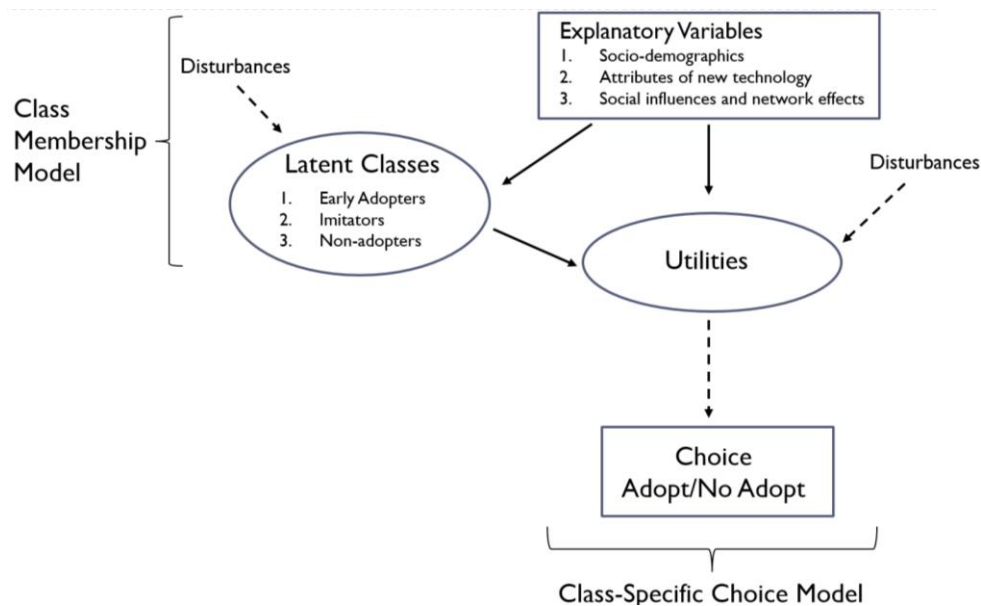 Explanatory Variables
1. Socio-demographics
2. Attributes of new technology
3. Social influences and network effects
Disturbances
Class
Membership
Model
Latent Classes
1. Early Adopters
2. Imitators
3. Non-adopters
Disturbances
Utilities
Choice
Adopt/No Adopt
Class-Specific Choice Model